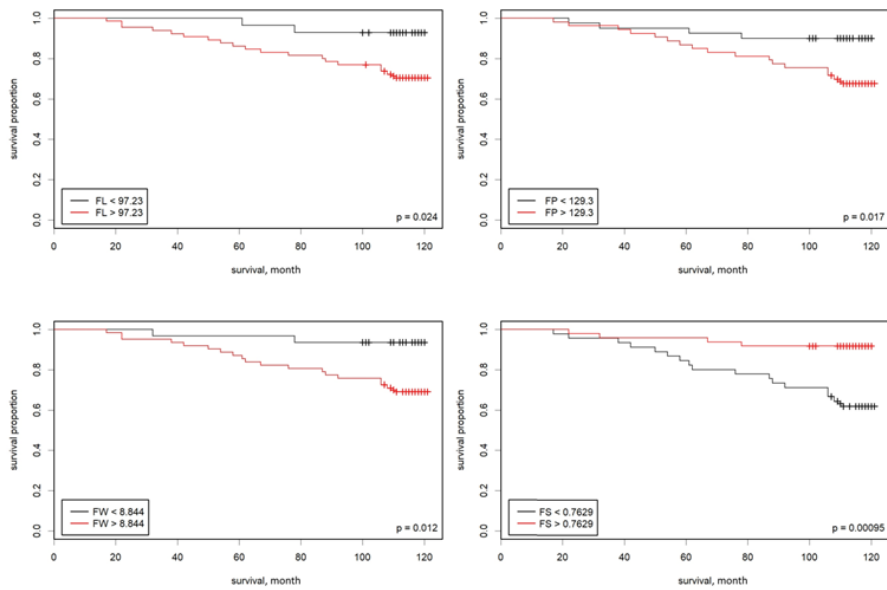 survival proportion
1.0
0.8
0.6
0.4
0.2
0.0
FL < 97.23
FL > 97.23
p = 0.024
0 20 40 60 80 100 120
survival, month
survival proportion
1.0
0.8
0.6
0.4
0.2
0.0
FP < 129.3
FP > 129.3
p = 0.017
0 20 40 60 80 100 120
survival, month
survival proportion
1.0
0.8
0.6
0.4
0.2
0.0
FW < 8.844
FW > 8.844
p = 0.012
0 20 40 60 80 100 120
survival, month
survival proportion
1.0
0.8
0.6
0.4
0.2
0.0
FS < 0.7629
FS > 0.7629
p = 0.00095
0 20 40 60 80 100 120
survival, month